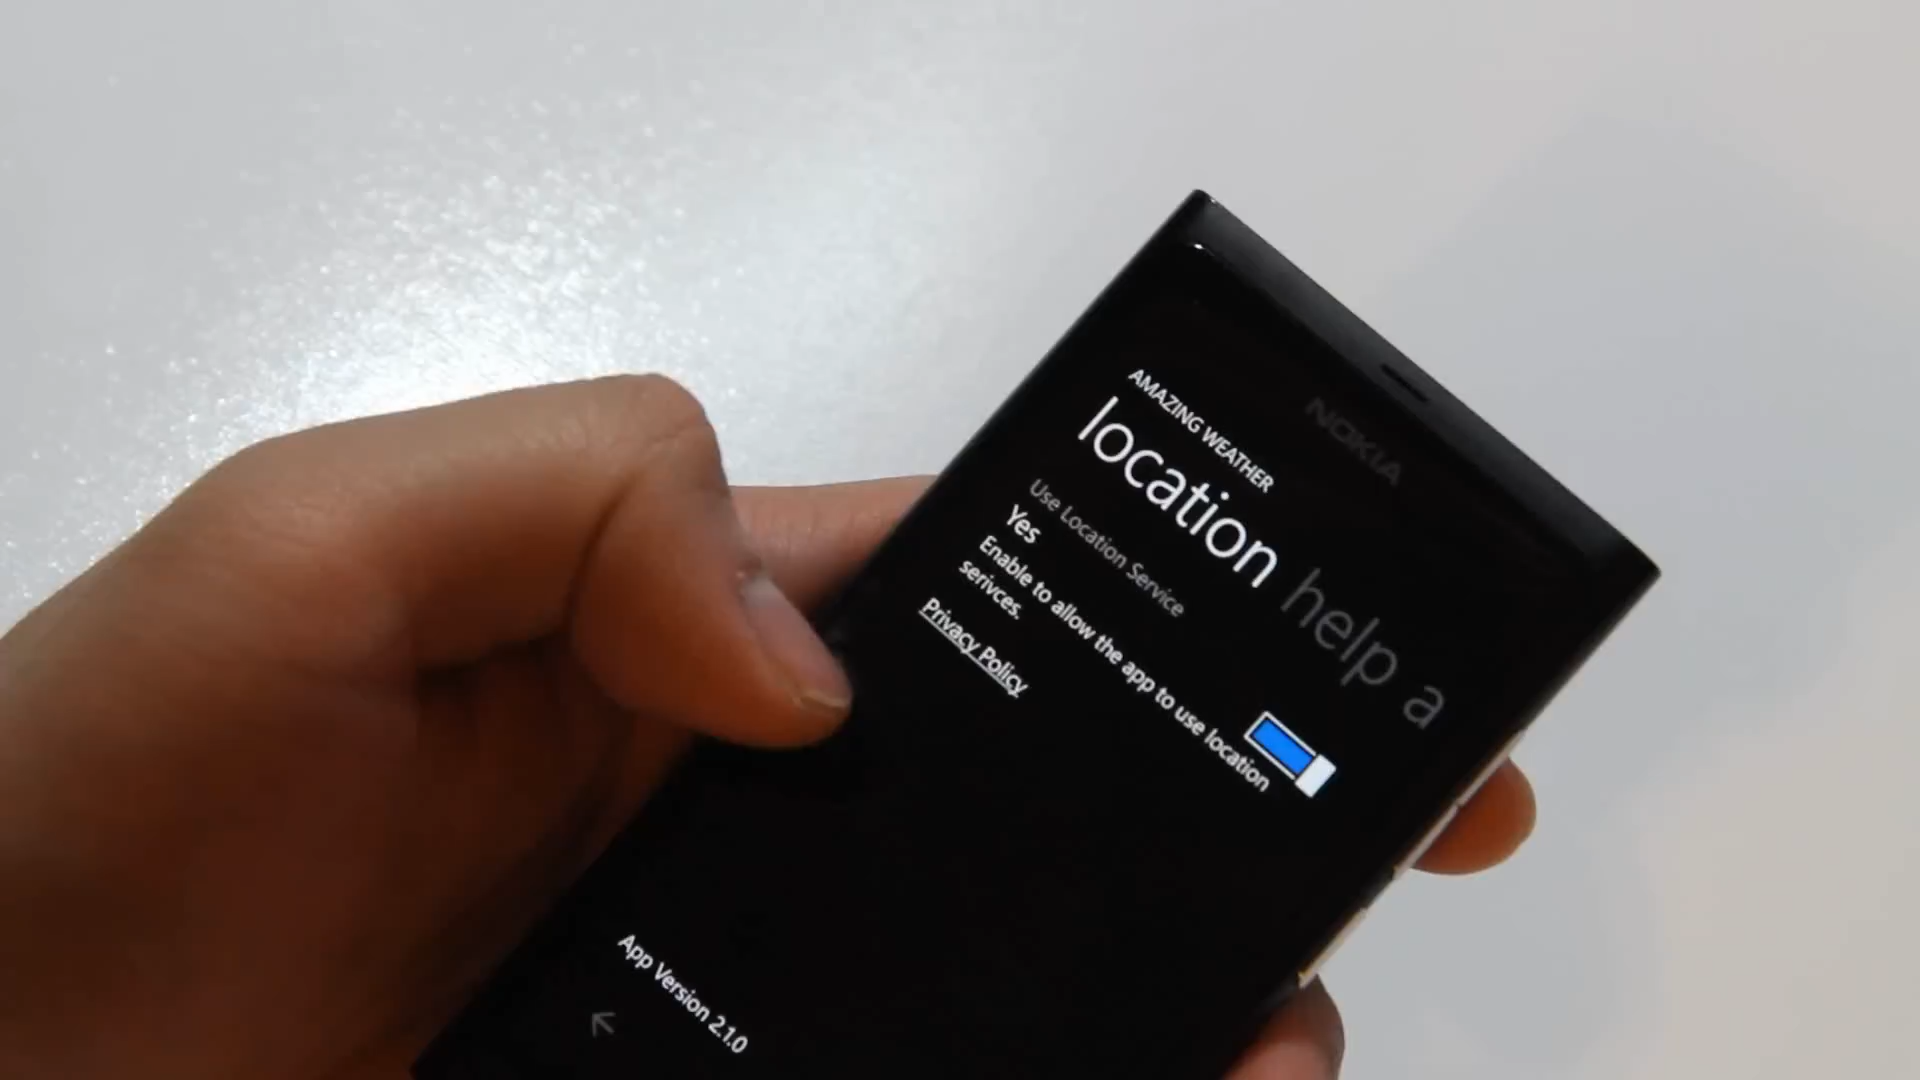 NOKIA
AMAZING WEATHER
location help a
Use Location Service
Yes
Enable to allow the app to use location
serivces.
Privacy Policy
App Version 2.1.0